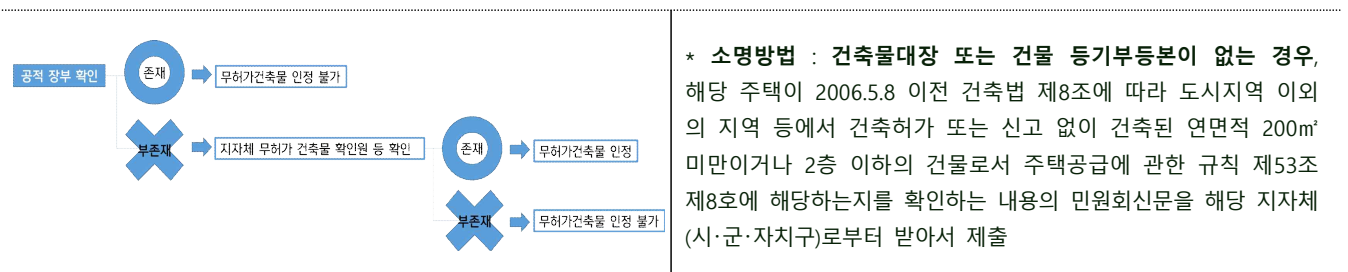 공적 장부 확인
존재
무허가건축물 인정 불가
부존재
지자체 무허가 건축물 확인원 등 확인
존재
무허가건축물 인정
부존재
무허가건축물 인정 불가
* 소명방법 : 건축물대장 또는 건물 등기부등본이 없는 경우,
해당 주택이 2006.5.8 이전 건축법 제8조에 따라 도시지역 이외
의 지역 등에서 건축허가 또는 신고 없이 건축된 연면적 200㎡
미만이거나 2층 이하의 건물로서 주택공급에 관한 규칙 제53조
제8호에 해당하는지를 확인하는 내용의 민원회신문을 해당 지자체
(시·군·자치구)로부터 받아서 제출